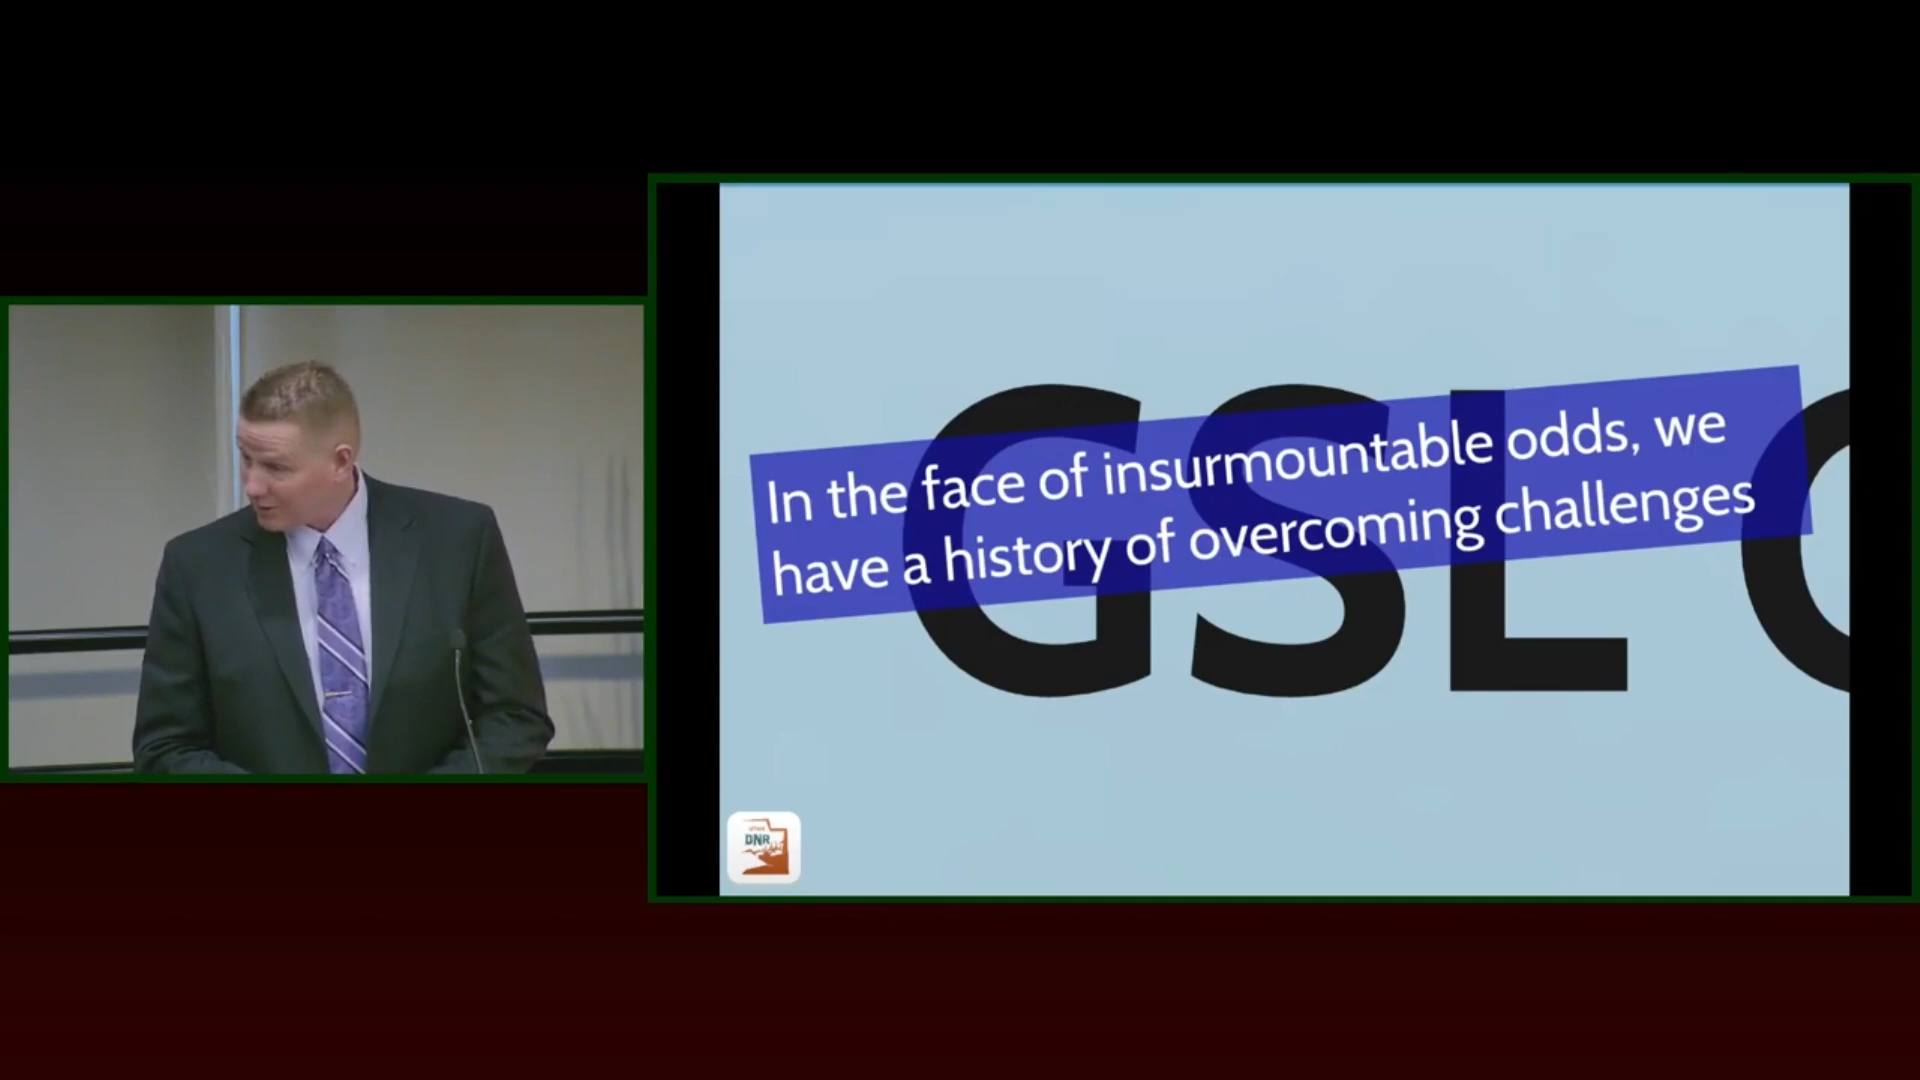 In the face of insurmountable odds, we
have a history of overcoming challenges
GSL
DNR